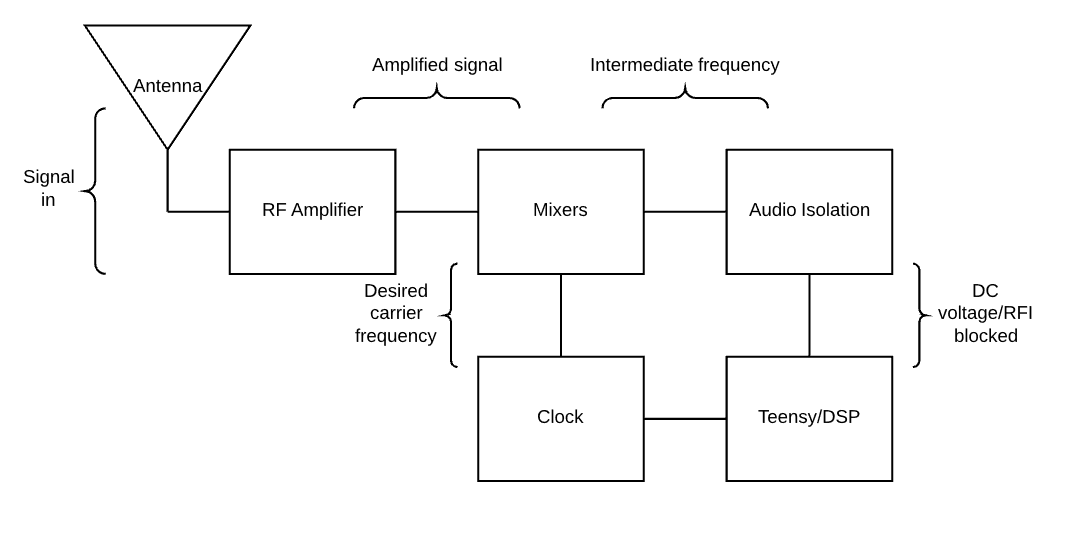 Antenna
Amplified signal
Intermediate frequency
Signal
in
RF Amplifier
Mixers
Audio Isolation
Desired
carrier
frequency
DC
voltage/RFI
blocked
Clock
Teensy/DSP